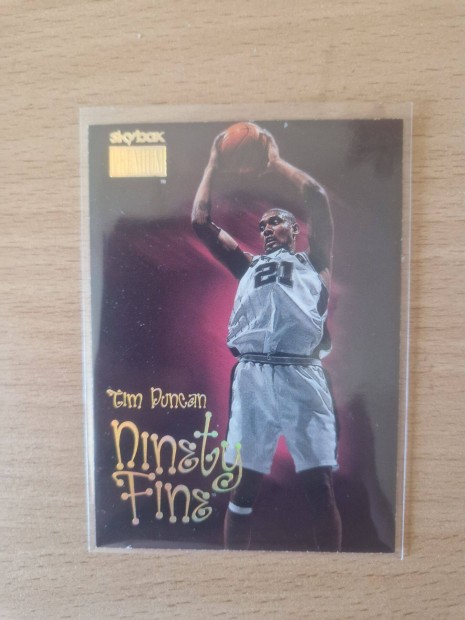 skybox
PREMIUM
21
Tim Duncan
Ninety
Fine